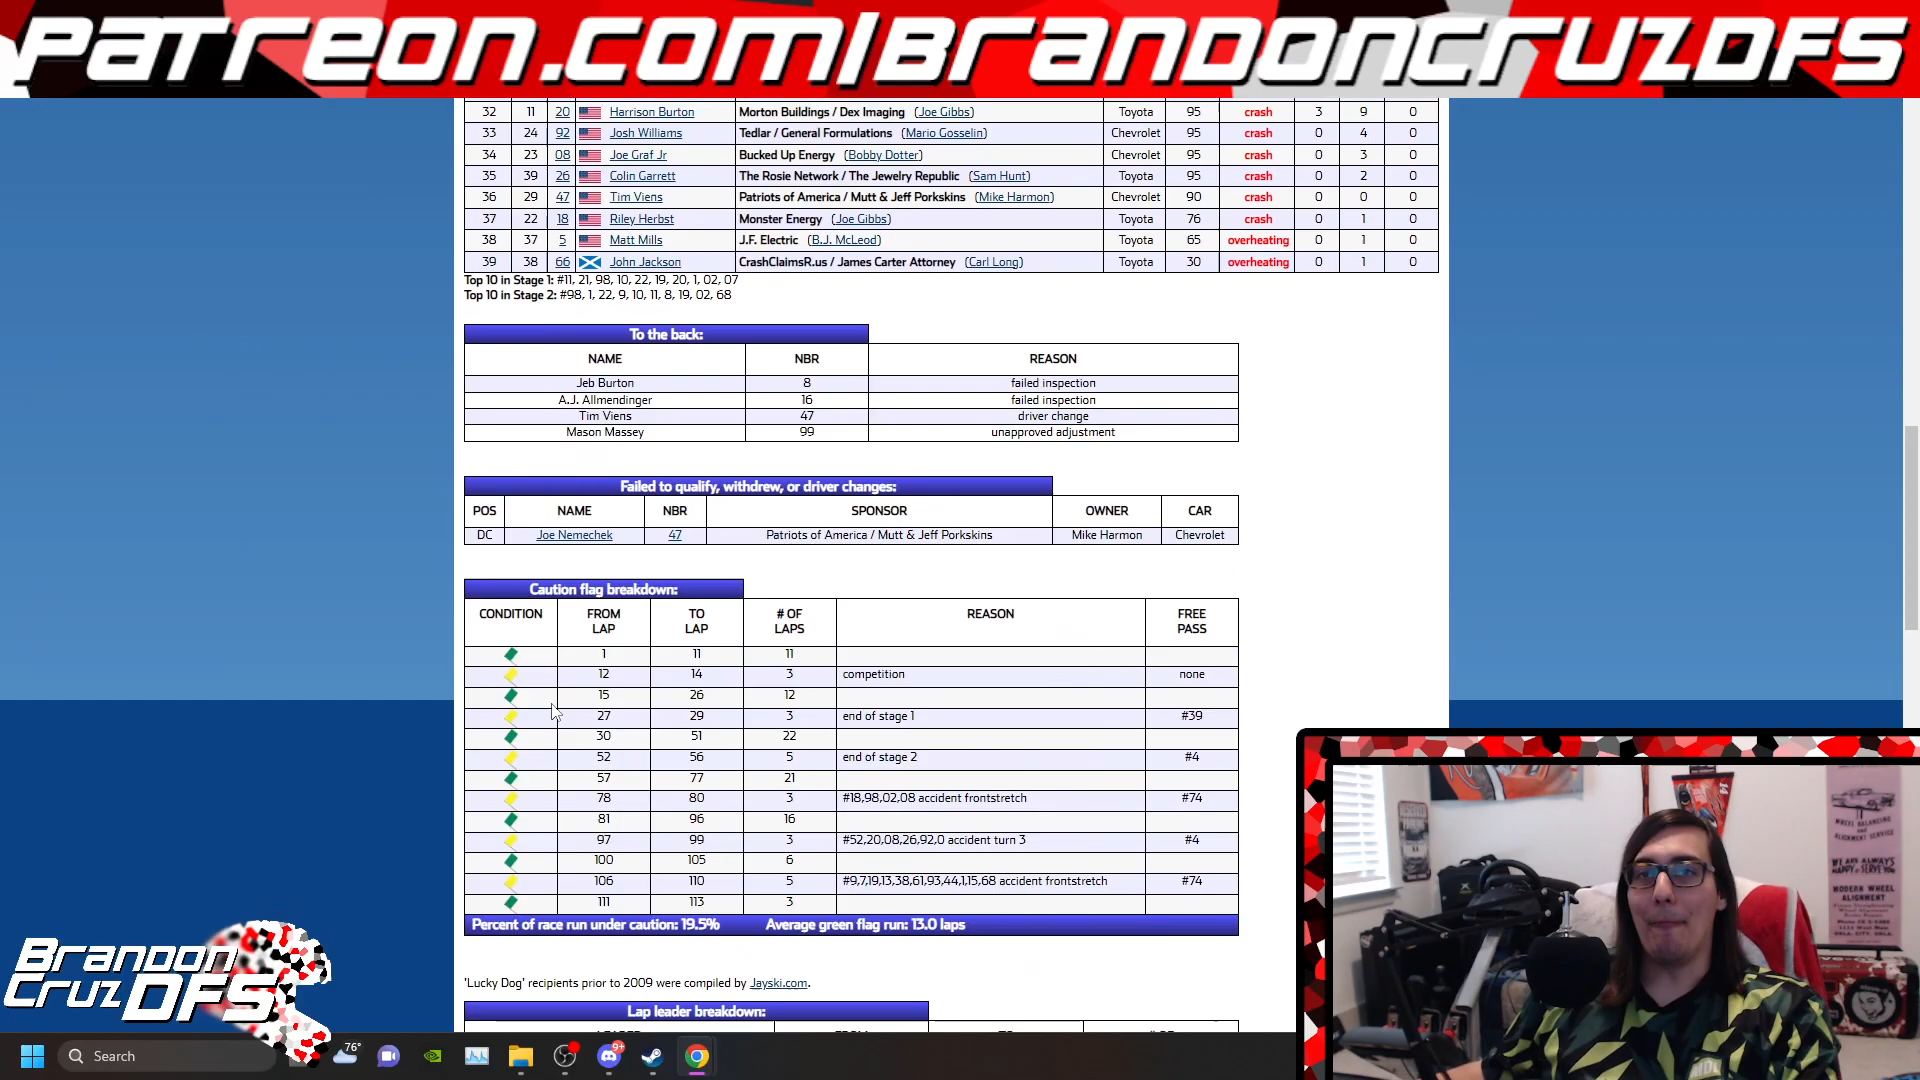 Patreon.com/BrandonCruzDFS
32 11 20 Harrison Burton Morton Buildings / Dex Imaging (Joe Gibbs) Toyota 95 crash 3 9 0
33 24 92 Josh Williams Tedlar / General Formulations (Mario Gosselin) Chevrolet 95 crash 0 4 0
34 23 08 Joe Graf Jr Bucked Up Energy (Bobby Dotter) Chevrolet 95 crash 0 3 0
35 39 26 Colin Garrett The Rosie Network / The Jewelry Republic (Sam Hunt) Toyota 95 crash 0 2 0
36 29 47 Tim Viens Patriots of America / Mutt & Jeff Porkskins (Mike Harmon) Chevrolet 90 crash 0 0 0
37 22 18 Riley Herbst Monster Energy (Joe Gibbs) Toyota 76 crash 0 1 0
38 37 5 Matt Mills J.F. Electric (B.J. McLeod) Toyota 65 overheating 0 1 0
39 38 66 John Jackson CrashClaimsR.us / James Carter Attorney (Carl Long) Toyota 30 overheating 0 1 0
Top 10 in Stage 1: #11, 21, 98, 10, 22, 19, 20, 1, 02, 07
Top 10 in Stage 2: #98, 1, 22, 9, 10, 11, 8, 19, 02, 68
To the back:
NAME NBR REASON
Jeb Burton 8 failed inspection
A.J. Allmendinger 16 failed inspection
Tim Viens 47 driver change
Mason Massey 99 unapproved adjustment
Failed to qualify, withdrew, or driver changes:
POS NAME NBR SPONSOR OWNER CAR
DC Joe Nemechek 47 Patriots of America / Mutt & Jeff Porkskins Mike Harmon Chevrolet
Caution flag breakdown:
CONDITION FROM LAP TO LAP # OF LAPS REASON FREE PASS
1 11 11
12 14 3 competition none
15 26 12
27 29 3 end of stage 1 #39
30 51 22
52 56 5 end of stage 2 #4
57 77 21
78 80 3 #18,98,02,08 accident frontstretch #74
81 96 16
97 99 3 #52,20,08,26,92,0 accident turn 3 #4
100 105 6
106 110 5 #9,7,19,13,38,61,93,44,1,15,68 accident frontstretch #74
111 113 3
Percent of race run under caution: 19.5% Average green flag run: 13.0 laps
'Lucky Dog' recipients prior to 2009 were compiled by Jayski.com.
Lap leader breakdown:
Brandon
Cruz DFS
WHEEL BALANCING
and
ALIGNMENT SERVICE
WE ARE ALWAYS
HAPPY to SERVE YOU
MODERN WHEEL
ALIGNMENT
76°
Search
9+